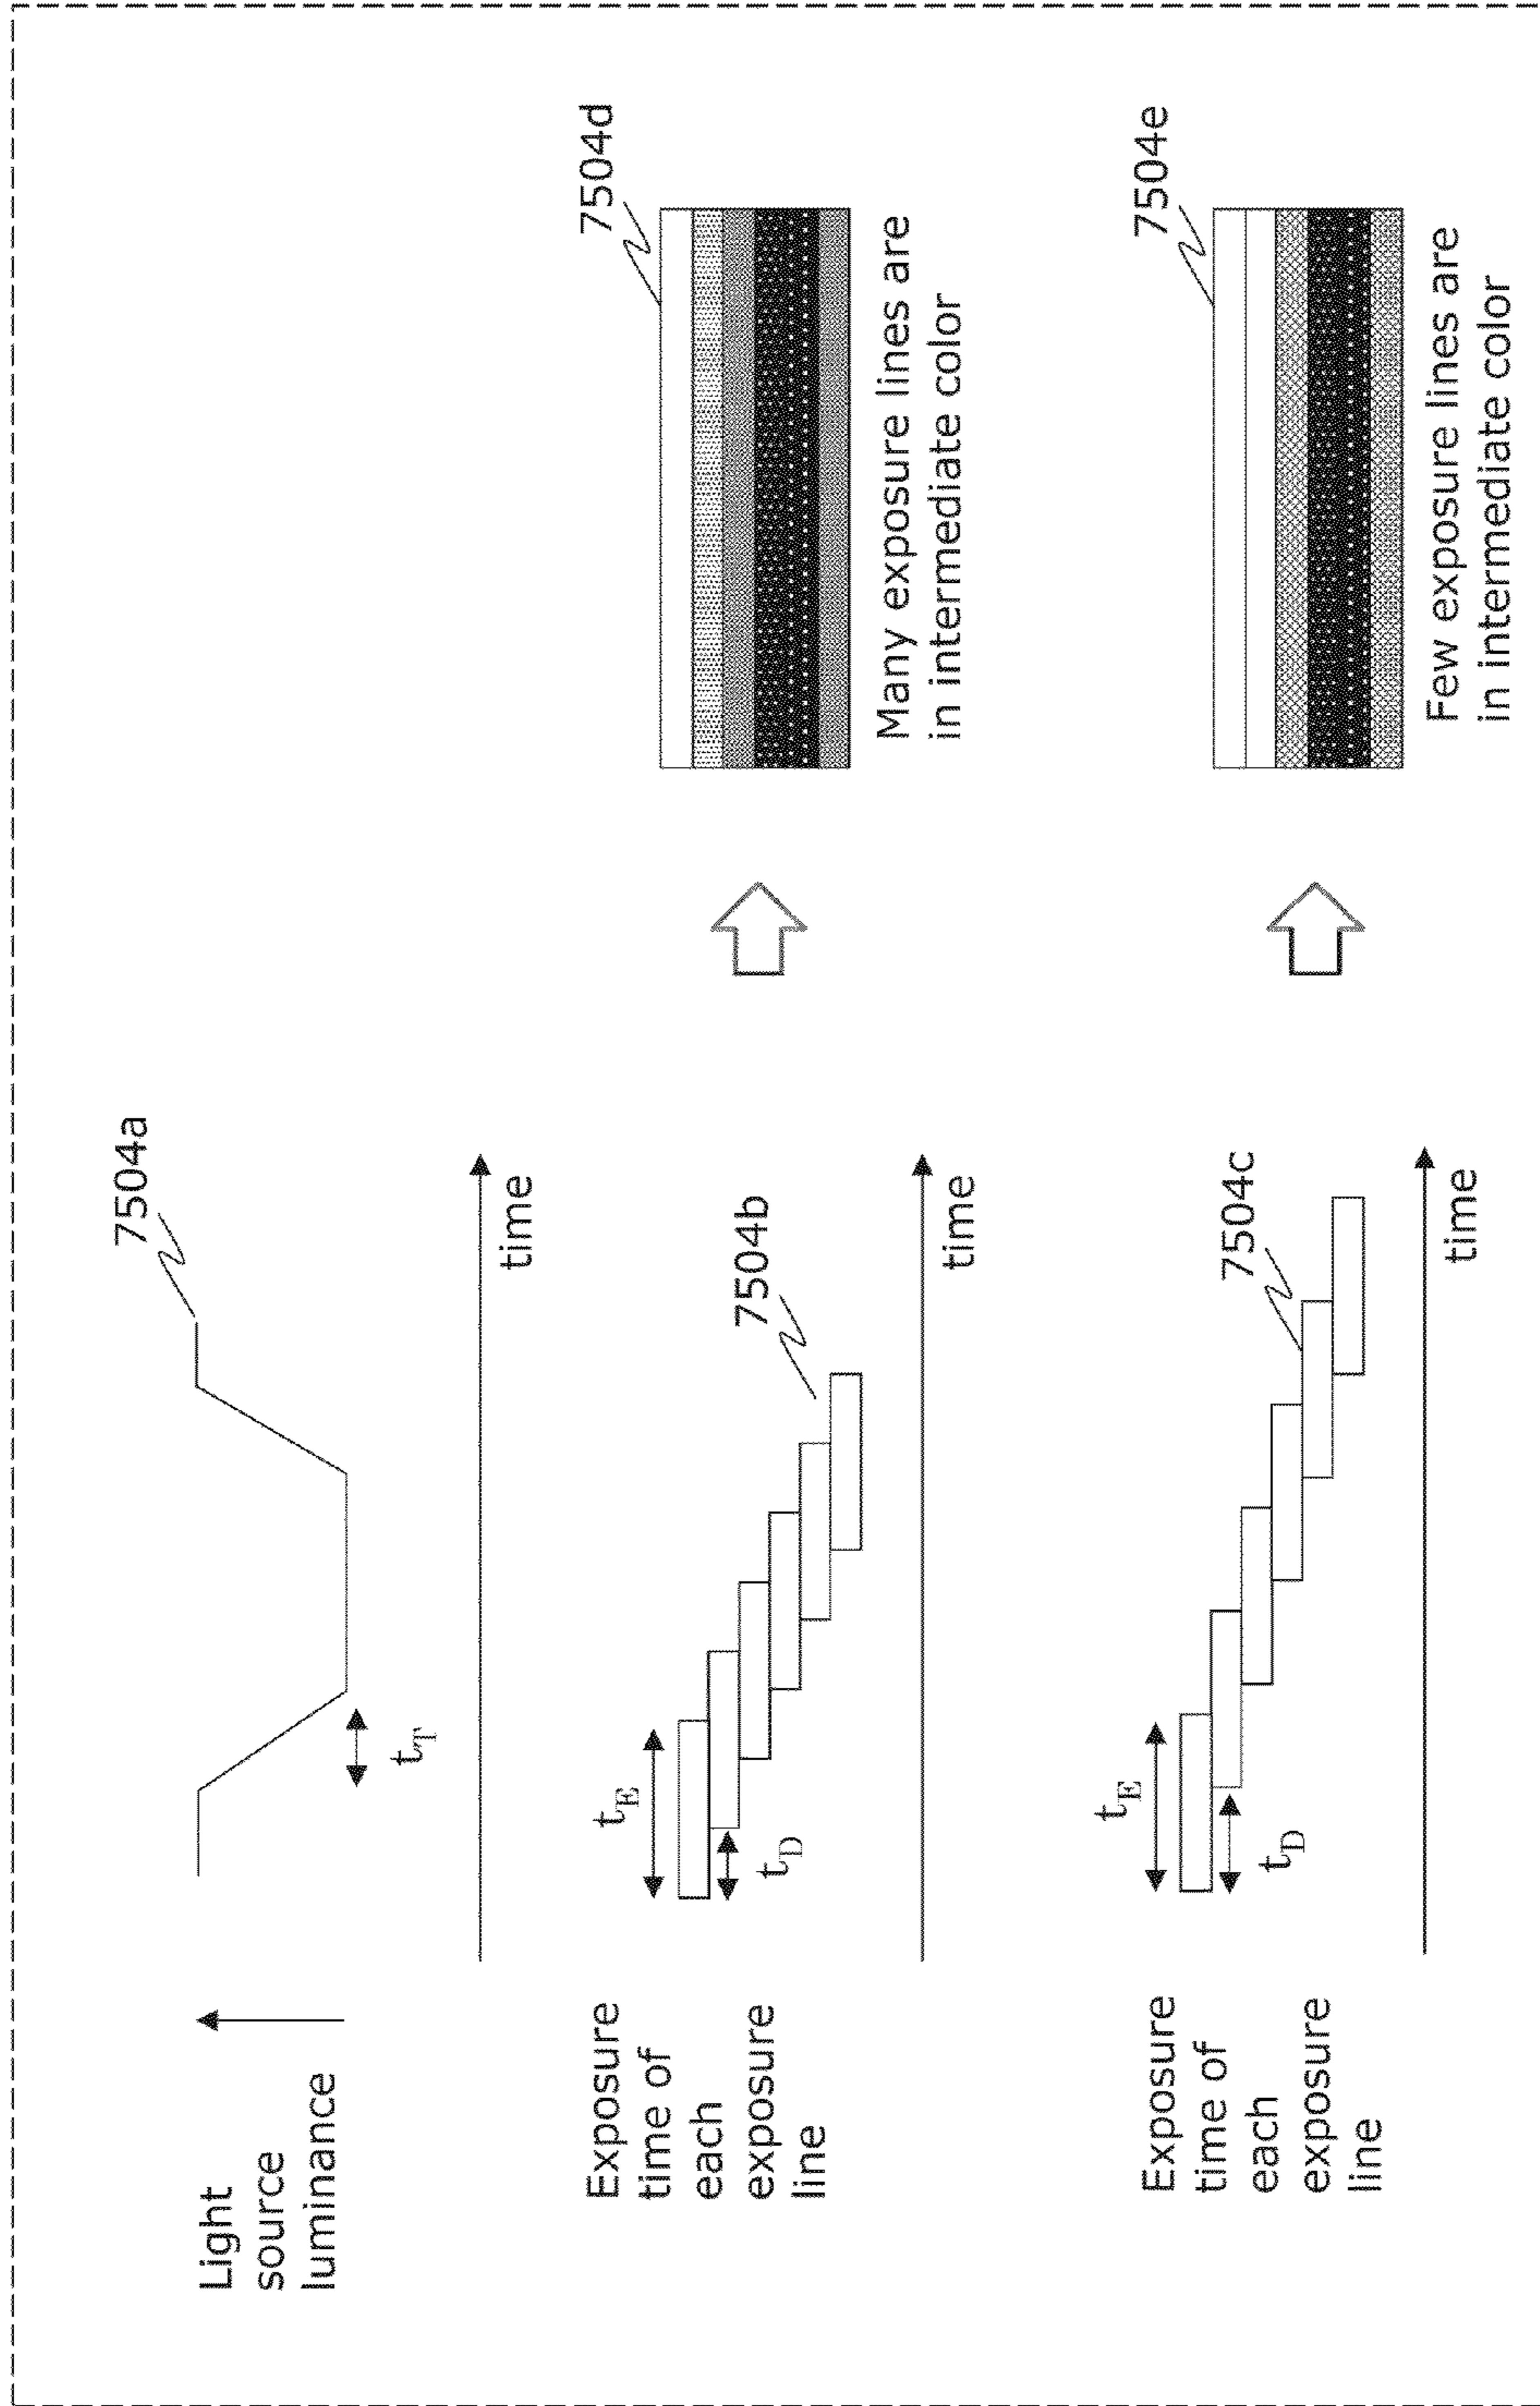 7504a
Light
source
luminance
t_T
time
Exposure
time of
each
exposure
line
t_E
t_D
7504b
time
7504d
Many exposure lines are
in intermediate color
Exposure
time of
each
exposure
line
t_E
t_D
7504c
time
7504e
Few exposure lines are
in intermediate color